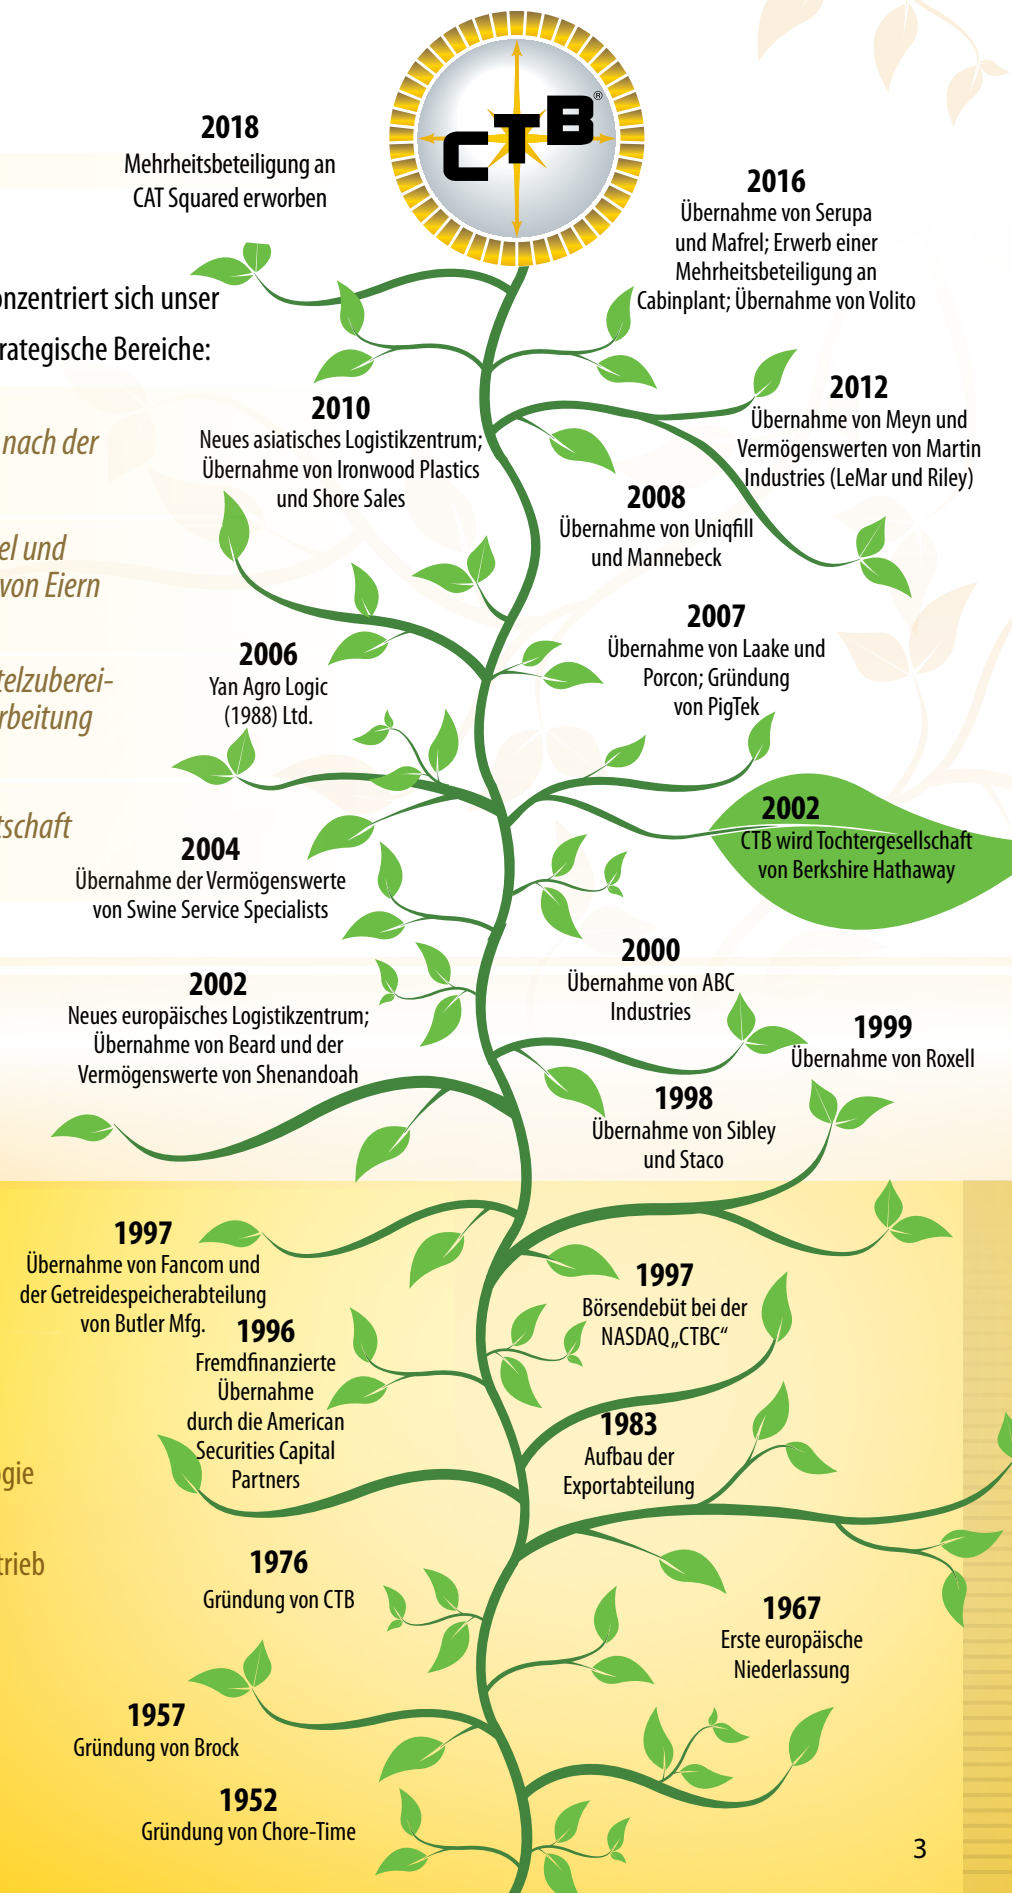 CTB®
2018
Mehrheitsbeteiligung an
CAT Squared erworben
2016
Übernahme von Serupa
und Mafrel; Erwerb einer
Mehrheitsbeteiligung an
Cabinplant; Übernahme von Volito
onzentriert sich unser
rategische Bereiche:
nach der
el und
von Eiern
telzuberei-
rbeitung
tschaft
2012
Übernahme von Meyn und
Vermögenswerten von Martin
Industries (LeMar und Riley)
2010
Neues asiatisches Logistikzentrum;
Übernahme von Ironwood Plastics
und Shore Sales
2008
Übernahme von Uniqfill
und Mannebeck
2007
Übernahme von Laake und
Porcon; Gründung
von PigTek
2006
Yan Agro Logic
(1988) Ltd.
2002
CTB wird Tochtergesellschaft
von Berkshire Hathaway
2004
Übernahme der Vermögenswerte
von Swine Service Specialists
2000
Übernahme von ABC
Industries
2002
Neues europäisches Logistikzentrum;
Übernahme von Beard und der
Vermögenswerte von Shenandoah
1999
Übernahme von Roxell
1998
Übernahme von Sibley
und Staco
1997
Übernahme von Fancom und
der Getreidespeicherabteilung
von Butler Mfg.
1997
Börsendebüt bei der
NASDAQ „CTBC“
1996
Fremdfinanzierte
Übernahme
durch die American
Securities Capital
Partners
1983
Aufbau der
Exportabteilung
ogie
trieb
1976
Gründung von CTB
1967
Erste europäische
Niederlassung
1957
Gründung von Brock
1952
Gründung von Chore-Time
3